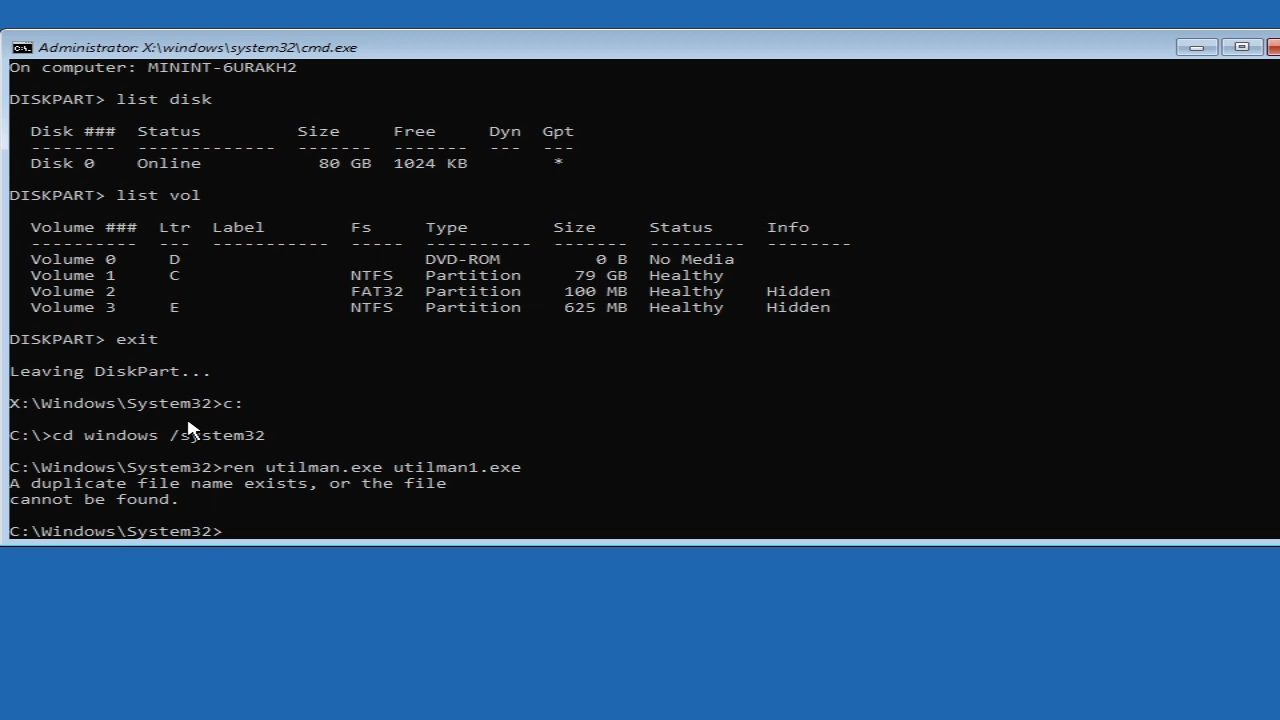 Administrator: X:\windows\system32\cmd.exe
On computer: MININT-6URAKH2
DISKPART> list disk
Disk ### Status Size Free Dyn Gpt
-------- ------------- ------- ------- --- ---
Disk 0 Online 80 GB 1024 KB *
DISKPART> list vol
Volume ### Ltr Label Fs Type Size Status Info
---------- --- ----------- ----- ---------- ------- --------- --------
Volume 0 D DVD-ROM 0 B No Media
Volume 1 C NTFS Partition 79 GB Healthy
Volume 2 FAT32 Partition 100 MB Healthy Hidden
Volume 3 E NTFS Partition 625 MB Healthy Hidden
DISKPART> exit
Leaving DiskPart...
X:\Windows\System32>c:
C:\>cd windows /system32
C:\Windows\System32>ren utilman.exe utilman1.exe
A duplicate file name exists, or the file
cannot be found.
C:\Windows\System32>